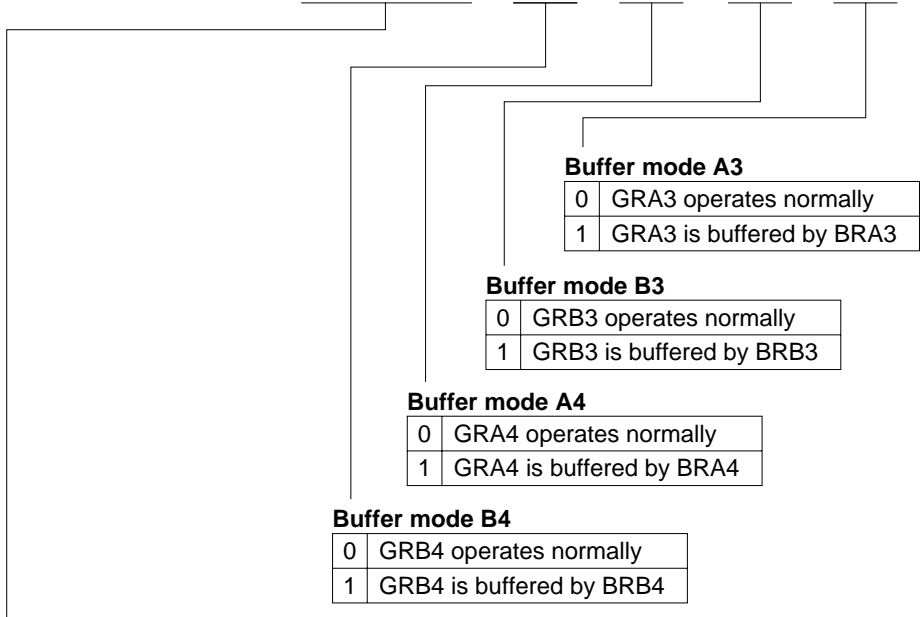 Buffer mode A3
0 GRA3 operates normally
1 GRA3 is buffered by BRA3
Buffer mode B3
0 GRB3 operates normally
1 GRB3 is buffered by BRB3
Buffer mode A4
0 GRA4 operates normally
1 GRA4 is buffered by BRA4
Buffer mode B4
0 GRB4 operates normally
1 GRB4 is buffered by BRB4